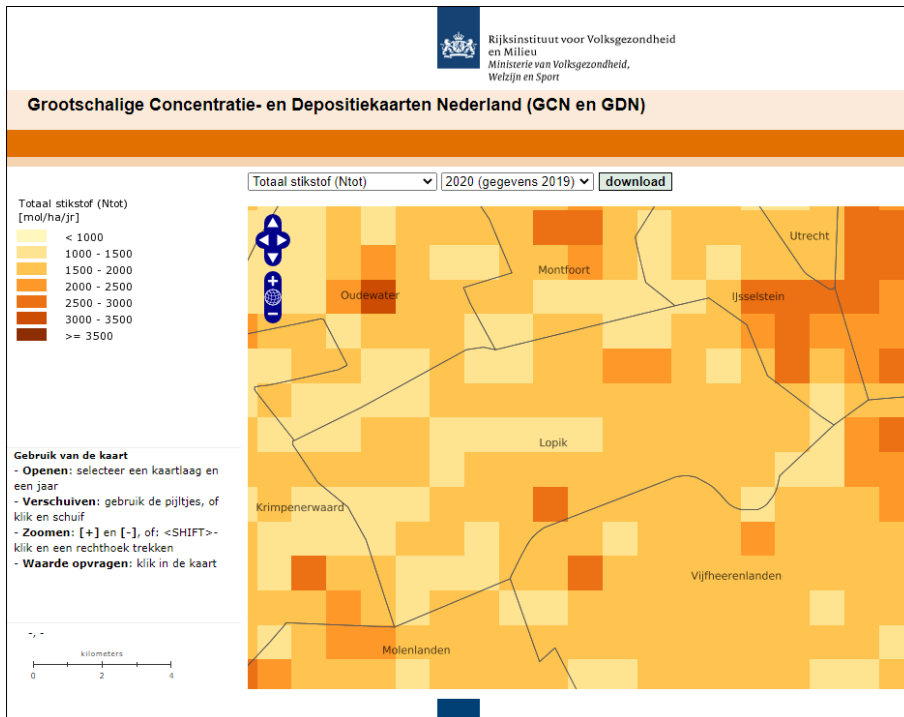 Rijksinstituut voor Volksgezondheid
en Milieu
Ministerie van Volksgezondheid,
Welzijn en Sport
Grootschalige Concentratie- en Depositiekaarten Nederland (GCN en GDN)
Totaal stikstof (Ntot)
2020 (gegevens 2019)
download
Totaal stikstof (Ntot)
[mol/ha/jr]
< 1000
1000 - 1500
1500 - 2000
2000 - 2500
2500 - 3000
3000 - 3500
>= 3500
Utrecht
Montfoort
Oudewater
IJsselstein
Lopik
Krimpenerwaard
Vijfheerenlanden
Molenlanden
Gebruik van de kaart
- Openen: selecteer een kaartlaag en
een jaar
- Verschuiven: gebruik de pijltjes, of
klik en schuif
- Zoomen: [+] en [-], of: <SHIFT>-
klik en een rechthoek trekken
- Waarde opvragen: klik in de kaart
-, -
kilometers
0 2 4